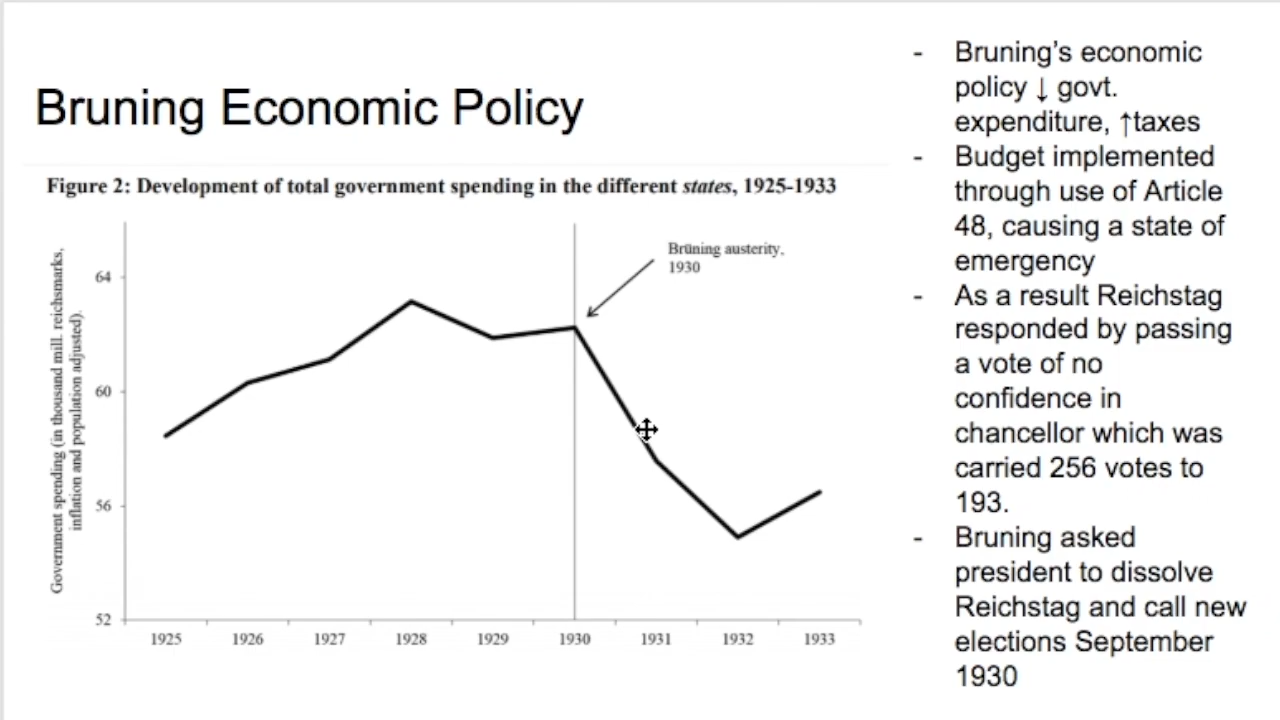 Bruning Economic Policy
Figure 2: Development of total government spending in the different states, 1925-1933
Government spending (in thousand mill. reichsmarks,
inflation and population adjusted).
64
60
56
52
Brüning austerity,
1930
1925 1926 1927 1928 1929 1930 1931 1932 1933
- Bruning’s economic
policy ↓ govt.
expenditure, ↑taxes
- Budget implemented
through use of Article
48, causing a state of
emergency
- As a result Reichstag
responded by passing
a vote of no
confidence in
chancellor which was
carried 256 votes to
193.
- Bruning asked
president to dissolve
Reichstag and call new
elections September
1930